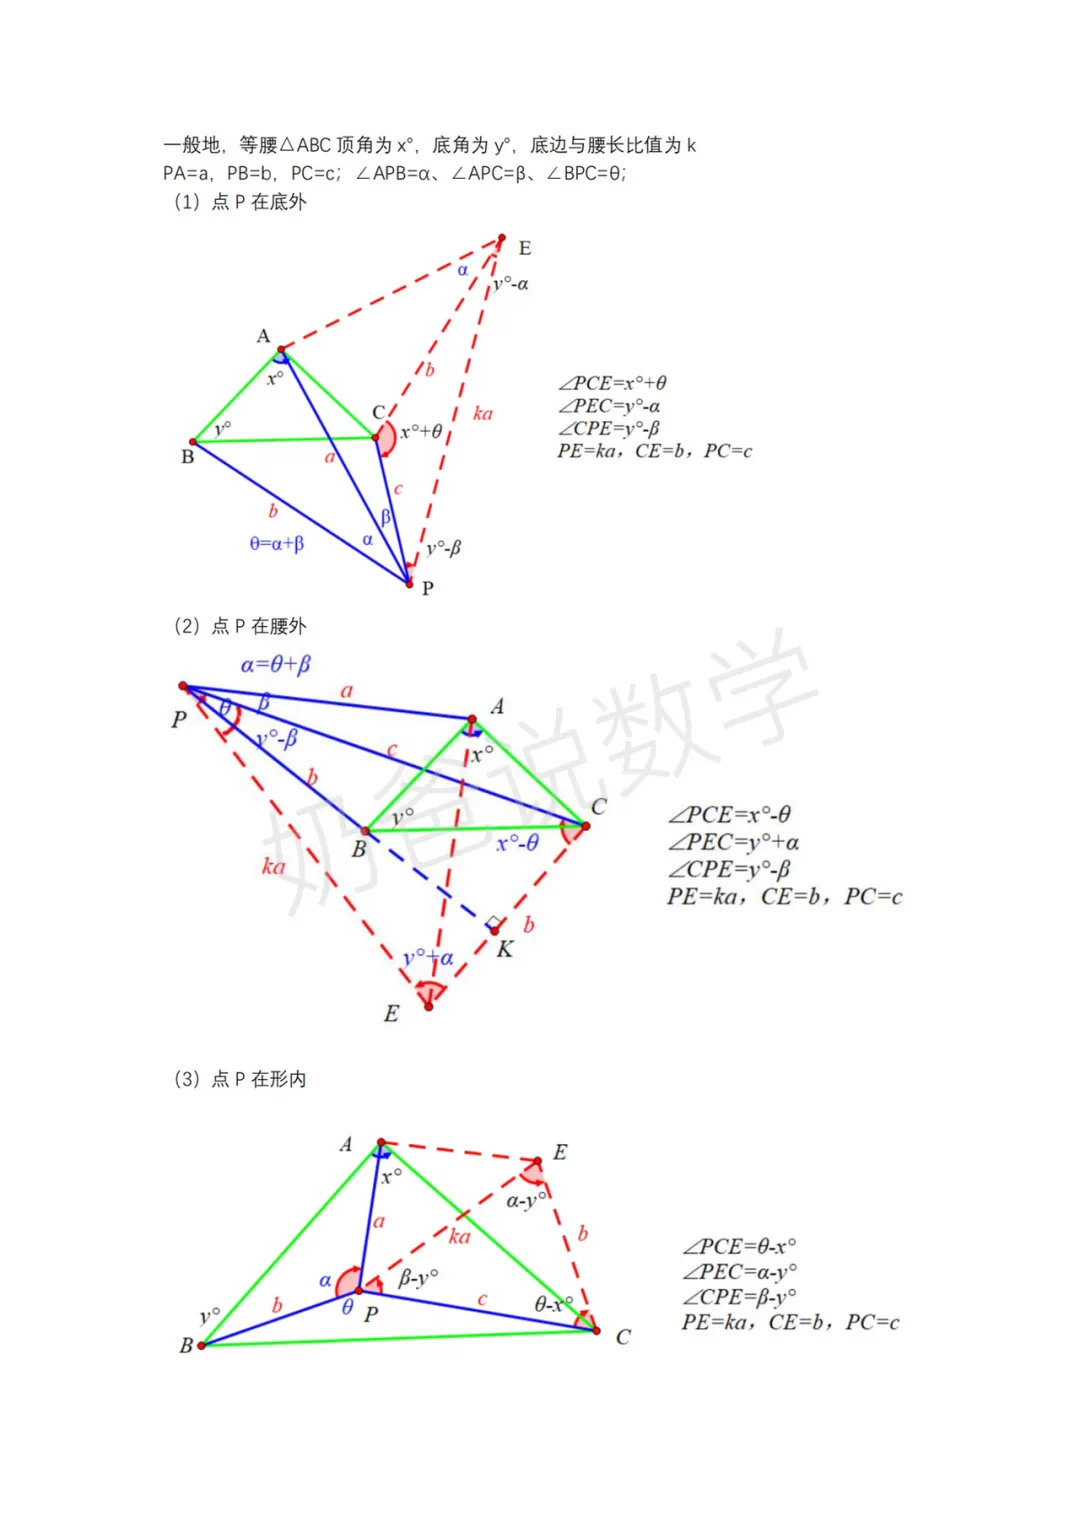 一般地，等腰△ABC 顶角为 x°，底角为 y°，底边与腰长比值为 k
PA=a，PB=b，PC=c；∠APB=α、∠APC=β、∠BPC=θ；
（1）点 P 在底外
E
α
y°-α
A
x°
b
ka
∠PCE=x°+θ
∠PEC=y°-α
∠CPE=y°-β
PE=ka，CE=b，PC=c
C
x°+θ
y°
B
a
c
b
β
θ=α+β
α
y°-β
P
（2）点 P 在腰外
α=θ+β
a
P
θ
β
A
y°-β
c
x°
b
C
y°
B
x°-θ
∠PCE=x°-θ
∠PEC=y°+α
∠CPE=y°-β
PE=ka，CE=b，PC=c
ka
b
K
y°+α
E
奶爸说数学
（3）点 P 在形内
A
E
x°
α-y°
a
ka
b
∠PCE=θ-x°
∠PEC=α-y°
∠CPE=β-y°
PE=ka，CE=b，PC=c
α
β-y°
y°
b
θ
P
c
θ-x°
B
C